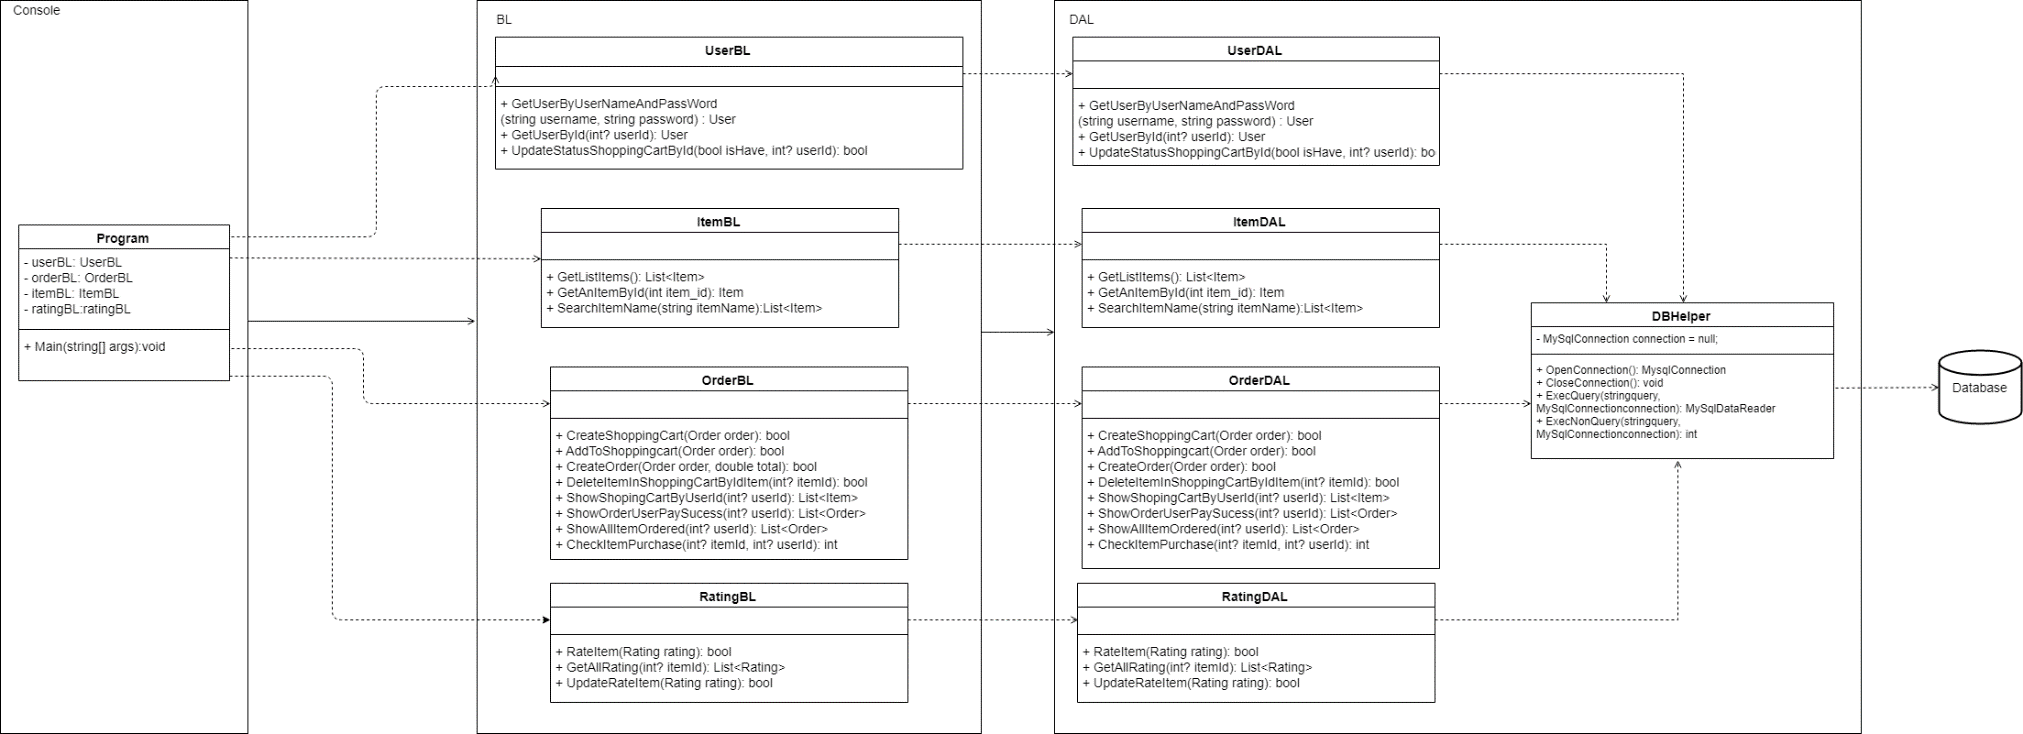 Console
Program
- userBL: UserBL
- orderBL: OrderBL
- itemBL: ItemBL
- ratingBL:ratingBL
+ Main(string[] args):void
BL
UserBL
+ GetUserByUserNameAndPassWord
(string username, string password) : User
+ GetUserById(int? userId): User
+ UpdateStatusShoppingCartById(bool isHave, int? userId): bool
ItemBL
+ GetListItems(): List<Item>
+ GetAnItemById(int item_id): Item
+ SearchItemName(string itemName):List<Item>
OrderBL
+ CreateShoppingCart(Order order): bool
+ AddToShoppingcart(Order order): bool
+ CreateOrder(Order order, double total): bool
+ DeleteItemInShoppingCartByIdItem(int? itemId): bool
+ ShowShopingCartByUserId(int? userId): List<Item>
+ ShowOrderUserPaySucess(int? userId): List<Order>
+ ShowAllItemOrdered(int? userId): List<Order>
+ CheckItemPurchase(int? itemId, int? userId): int
RatingBL
+ RateItem(Rating rating): bool
+ GetAllRating(int? itemId): List<Rating>
+ UpdateRateItem(Rating rating): bool
DAL
UserDAL
+ GetUserByUserNameAndPassWord
(string username, string password) : User
+ GetUserById(int? userId): User
+ UpdateStatusShoppingCartById(bool isHave, int? userId): bo
ItemDAL
+ GetListItems(): List<Item>
+ GetAnItemById(int item_id): Item
+ SearchItemName(string itemName):List<Item>
OrderDAL
+ CreateShoppingCart(Order order): bool
+ AddToShoppingcart(Order order): bool
+ CreateOrder(Order order): bool
+ DeleteItemInShoppingCartByIdItem(int? itemId): bool
+ ShowShopingCartByUserId(int? userId): List<Item>
+ ShowOrderUserPaySucess(int? userId): List<Order>
+ ShowAllItemOrdered(int? userId): List<Order>
+ CheckItemPurchase(int? itemId, int? userId): int
RatingDAL
+ RateItem(Rating rating): bool
+ GetAllRating(int? itemId): List<Rating>
+ UpdateRateItem(Rating rating): bool
DBHelper
- MySqlConnection connection = null;
+ OpenConnection(): MysqlConnection
+ CloseConnection(): void
+ ExecQuery(stringquery,
MySqlConnectionconnection): MySqlDataReader
+ ExecNonQuery(stringquery,
MySqlConnectionconnection): int
Database